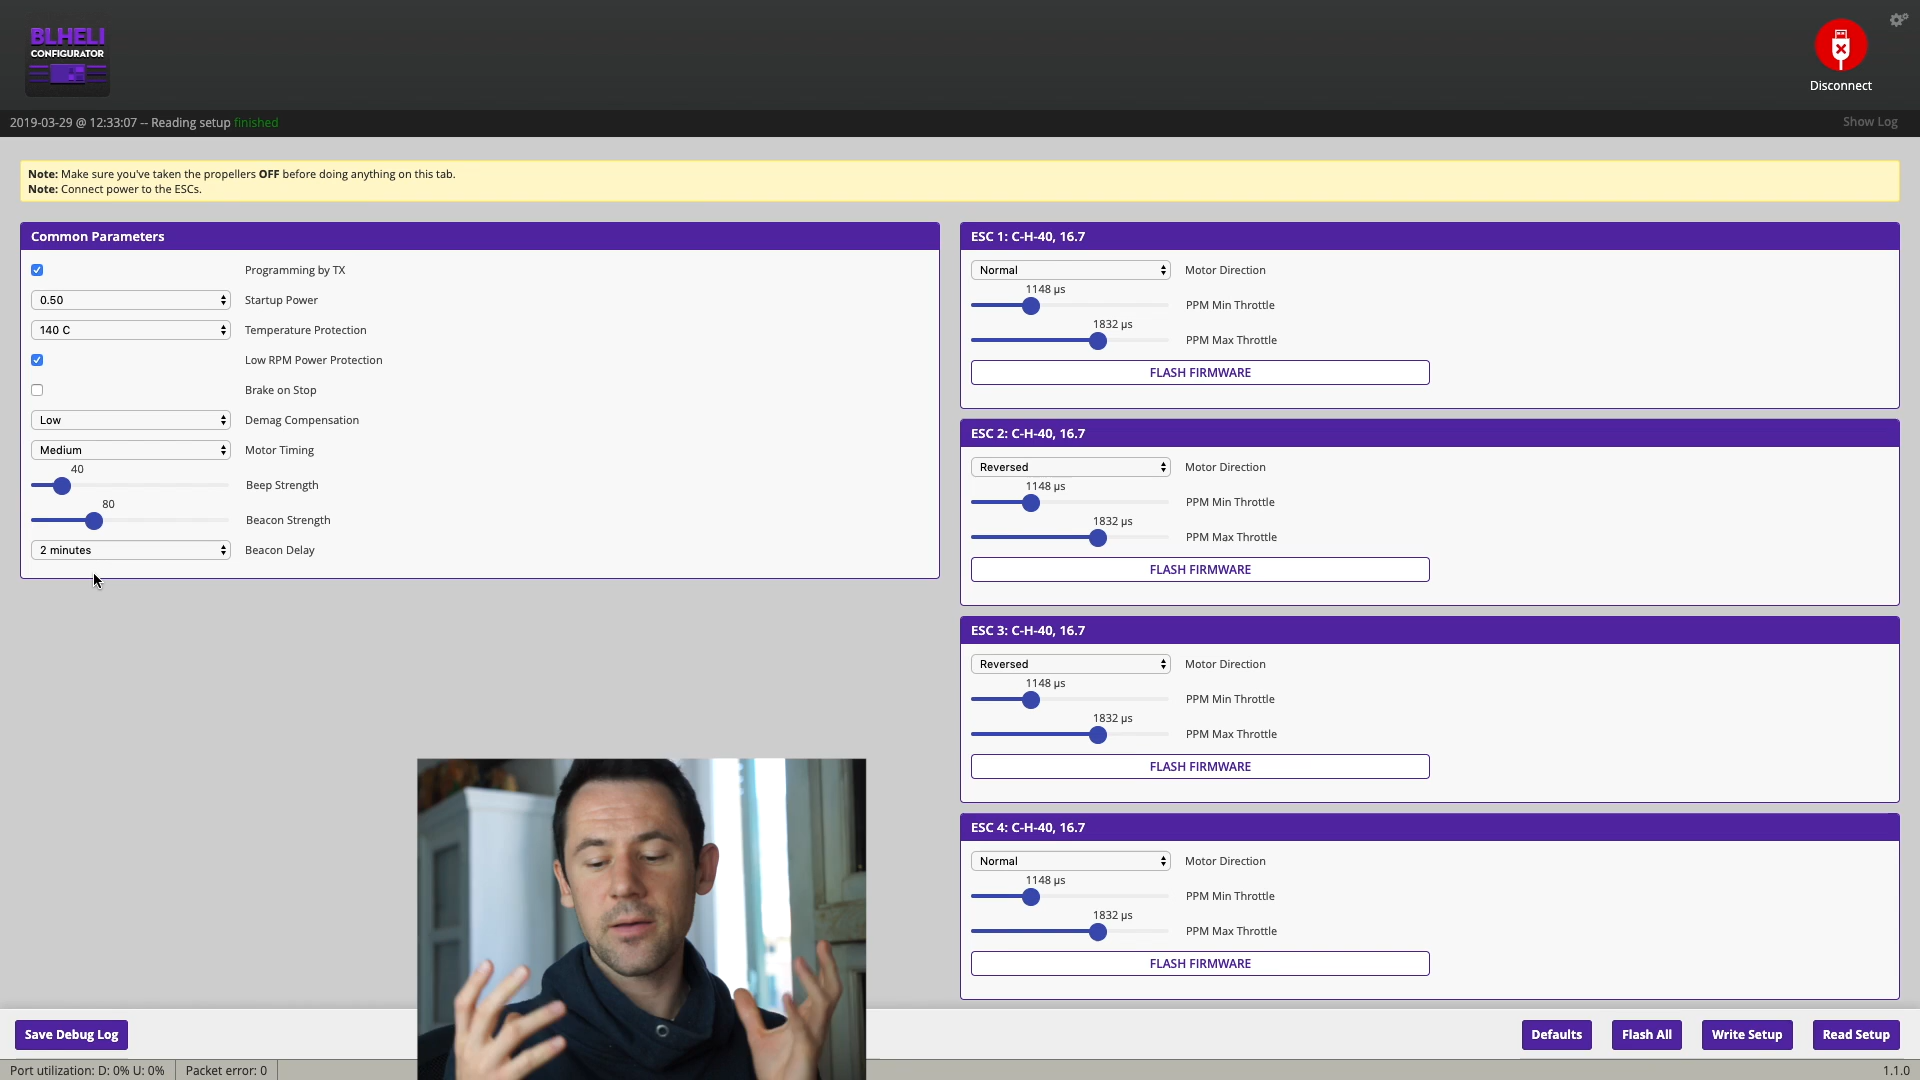 BLHELI
CONFIGURATOR
Disconnect
2019-03-29 @ 12:33:07 -- Reading setup finished
Show Log
Note: Make sure you've taken the propellers OFF before doing anything on this tab.
Note: Connect power to the ESCs.
Common Parameters
Programming by TX
0.50 Startup Power
140 C Temperature Protection
Low RPM Power Protection
Brake on Stop
Low Demag Compensation
Medium Motor Timing
40
Beep Strength
80
Beacon Strength
2 minutes Beacon Delay
ESC 1: C-H-40, 16.7
Normal Motor Direction
1148 µs
PPM Min Throttle
1832 µs
PPM Max Throttle
FLASH FIRMWARE
ESC 2: C-H-40, 16.7
Reversed Motor Direction
1148 µs
PPM Min Throttle
1832 µs
PPM Max Throttle
FLASH FIRMWARE
ESC 3: C-H-40, 16.7
Reversed Motor Direction
1148 µs
PPM Min Throttle
1832 µs
PPM Max Throttle
FLASH FIRMWARE
ESC 4: C-H-40, 16.7
Normal Motor Direction
1148 µs
PPM Min Throttle
1832 µs
PPM Max Throttle
FLASH FIRMWARE
Save Debug Log
Defaults
Flash All
Write Setup
Read Setup
Port utilization: D: 0% U: 0%
Packet error: 0
1.1.0